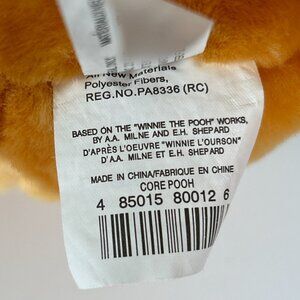 All New Materials
Polyester Fibers,
REG.NO.PA8336 (RC)
BASED ON THE "WINNIE THE POOH" WORKS,
BY A.A. MILNE AND E.H. SHEPARD
D'APRÈS L'OEUVRE "WINNIE L'OURSON"
D'A.A. MILNE ET E.H. SHEPARD
MADE IN CHINA/FABRIQUE EN CHINE
CORE POOH
4 85015 80012 6